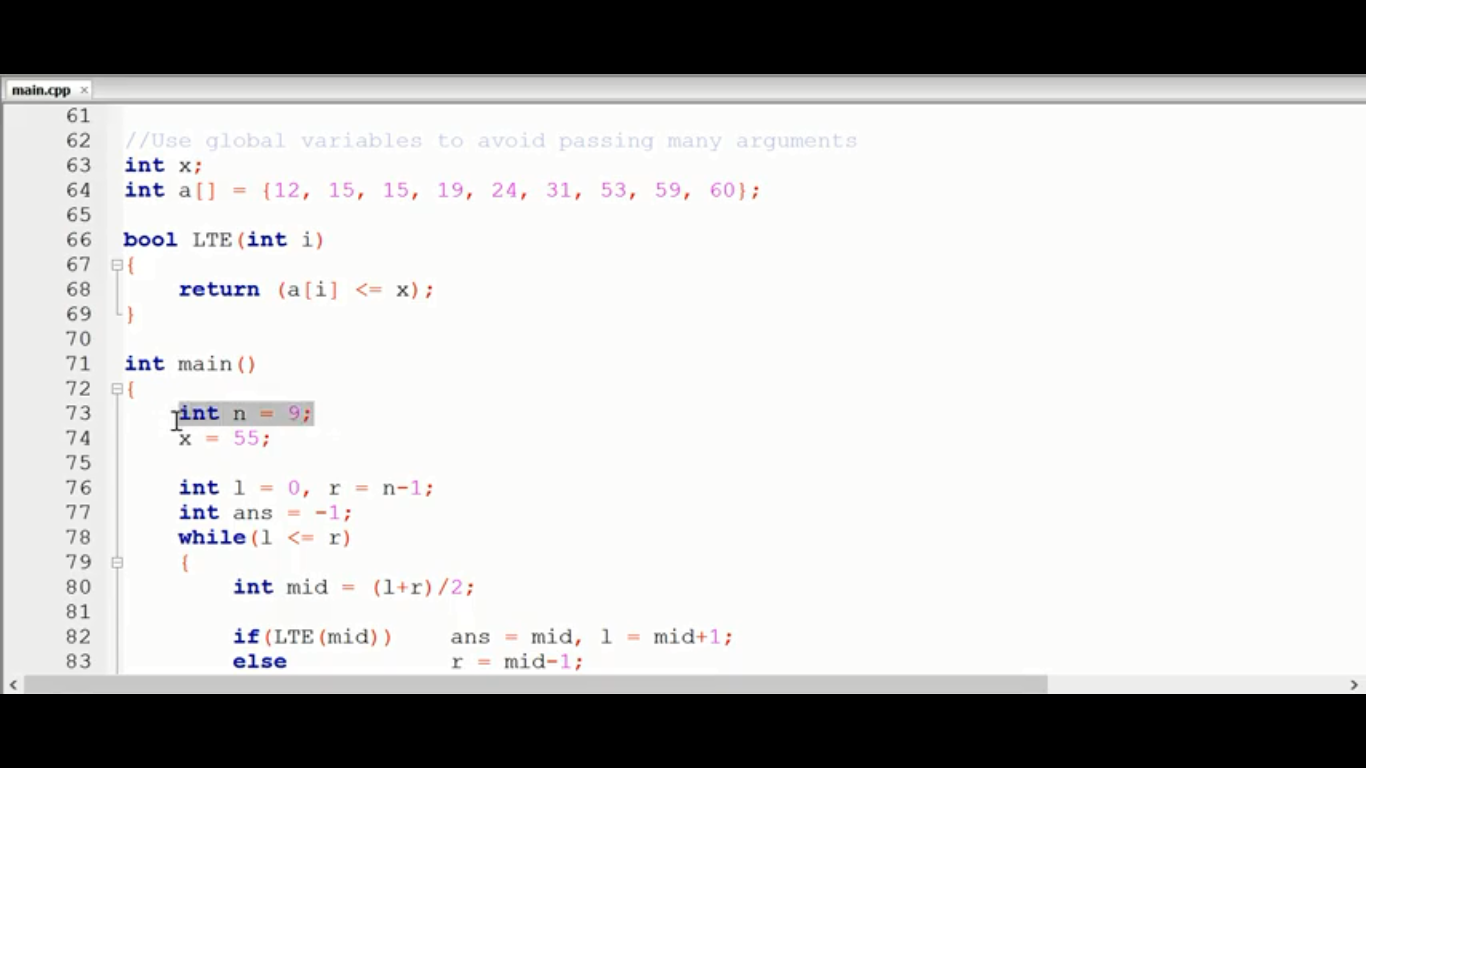 main.cpp ×
61
62 //Use global variables to avoid passing many arguments
63 int x;
64 int a[] = {12, 15, 15, 19, 24, 31, 53, 59, 60};
65
66 bool LTE(int i)
67 {
68 return (a[i] <= x);
69 }
70
71 int main()
72 {
73 int n = 9;
74 x = 55;
75
76 int l = 0, r = n-1;
77 int ans = -1;
78 while(l <= r)
79 {
80 int mid = (l+r)/2;
81
82 if(LTE(mid)) ans = mid, l = mid+1;
83 else r = mid-1;